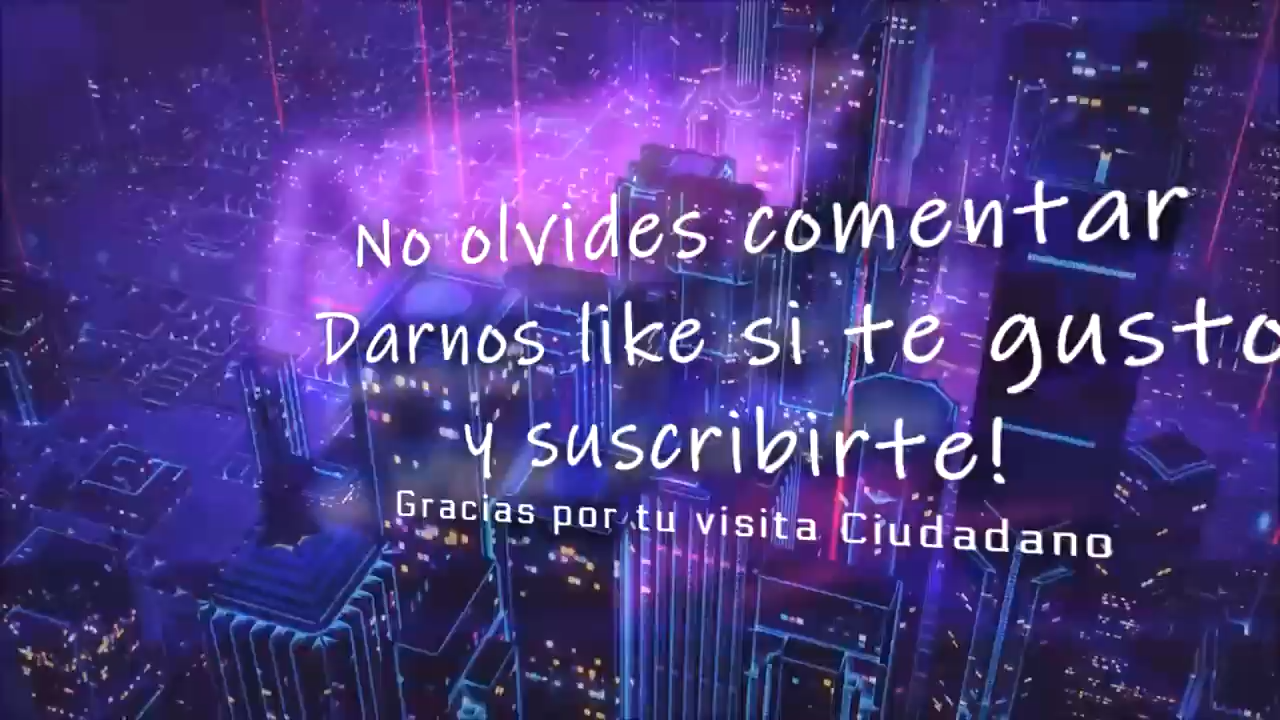 No olvides comentar
Darnos like si te gusto
y suscribirte!
Gracias por tu visita Ciudadano